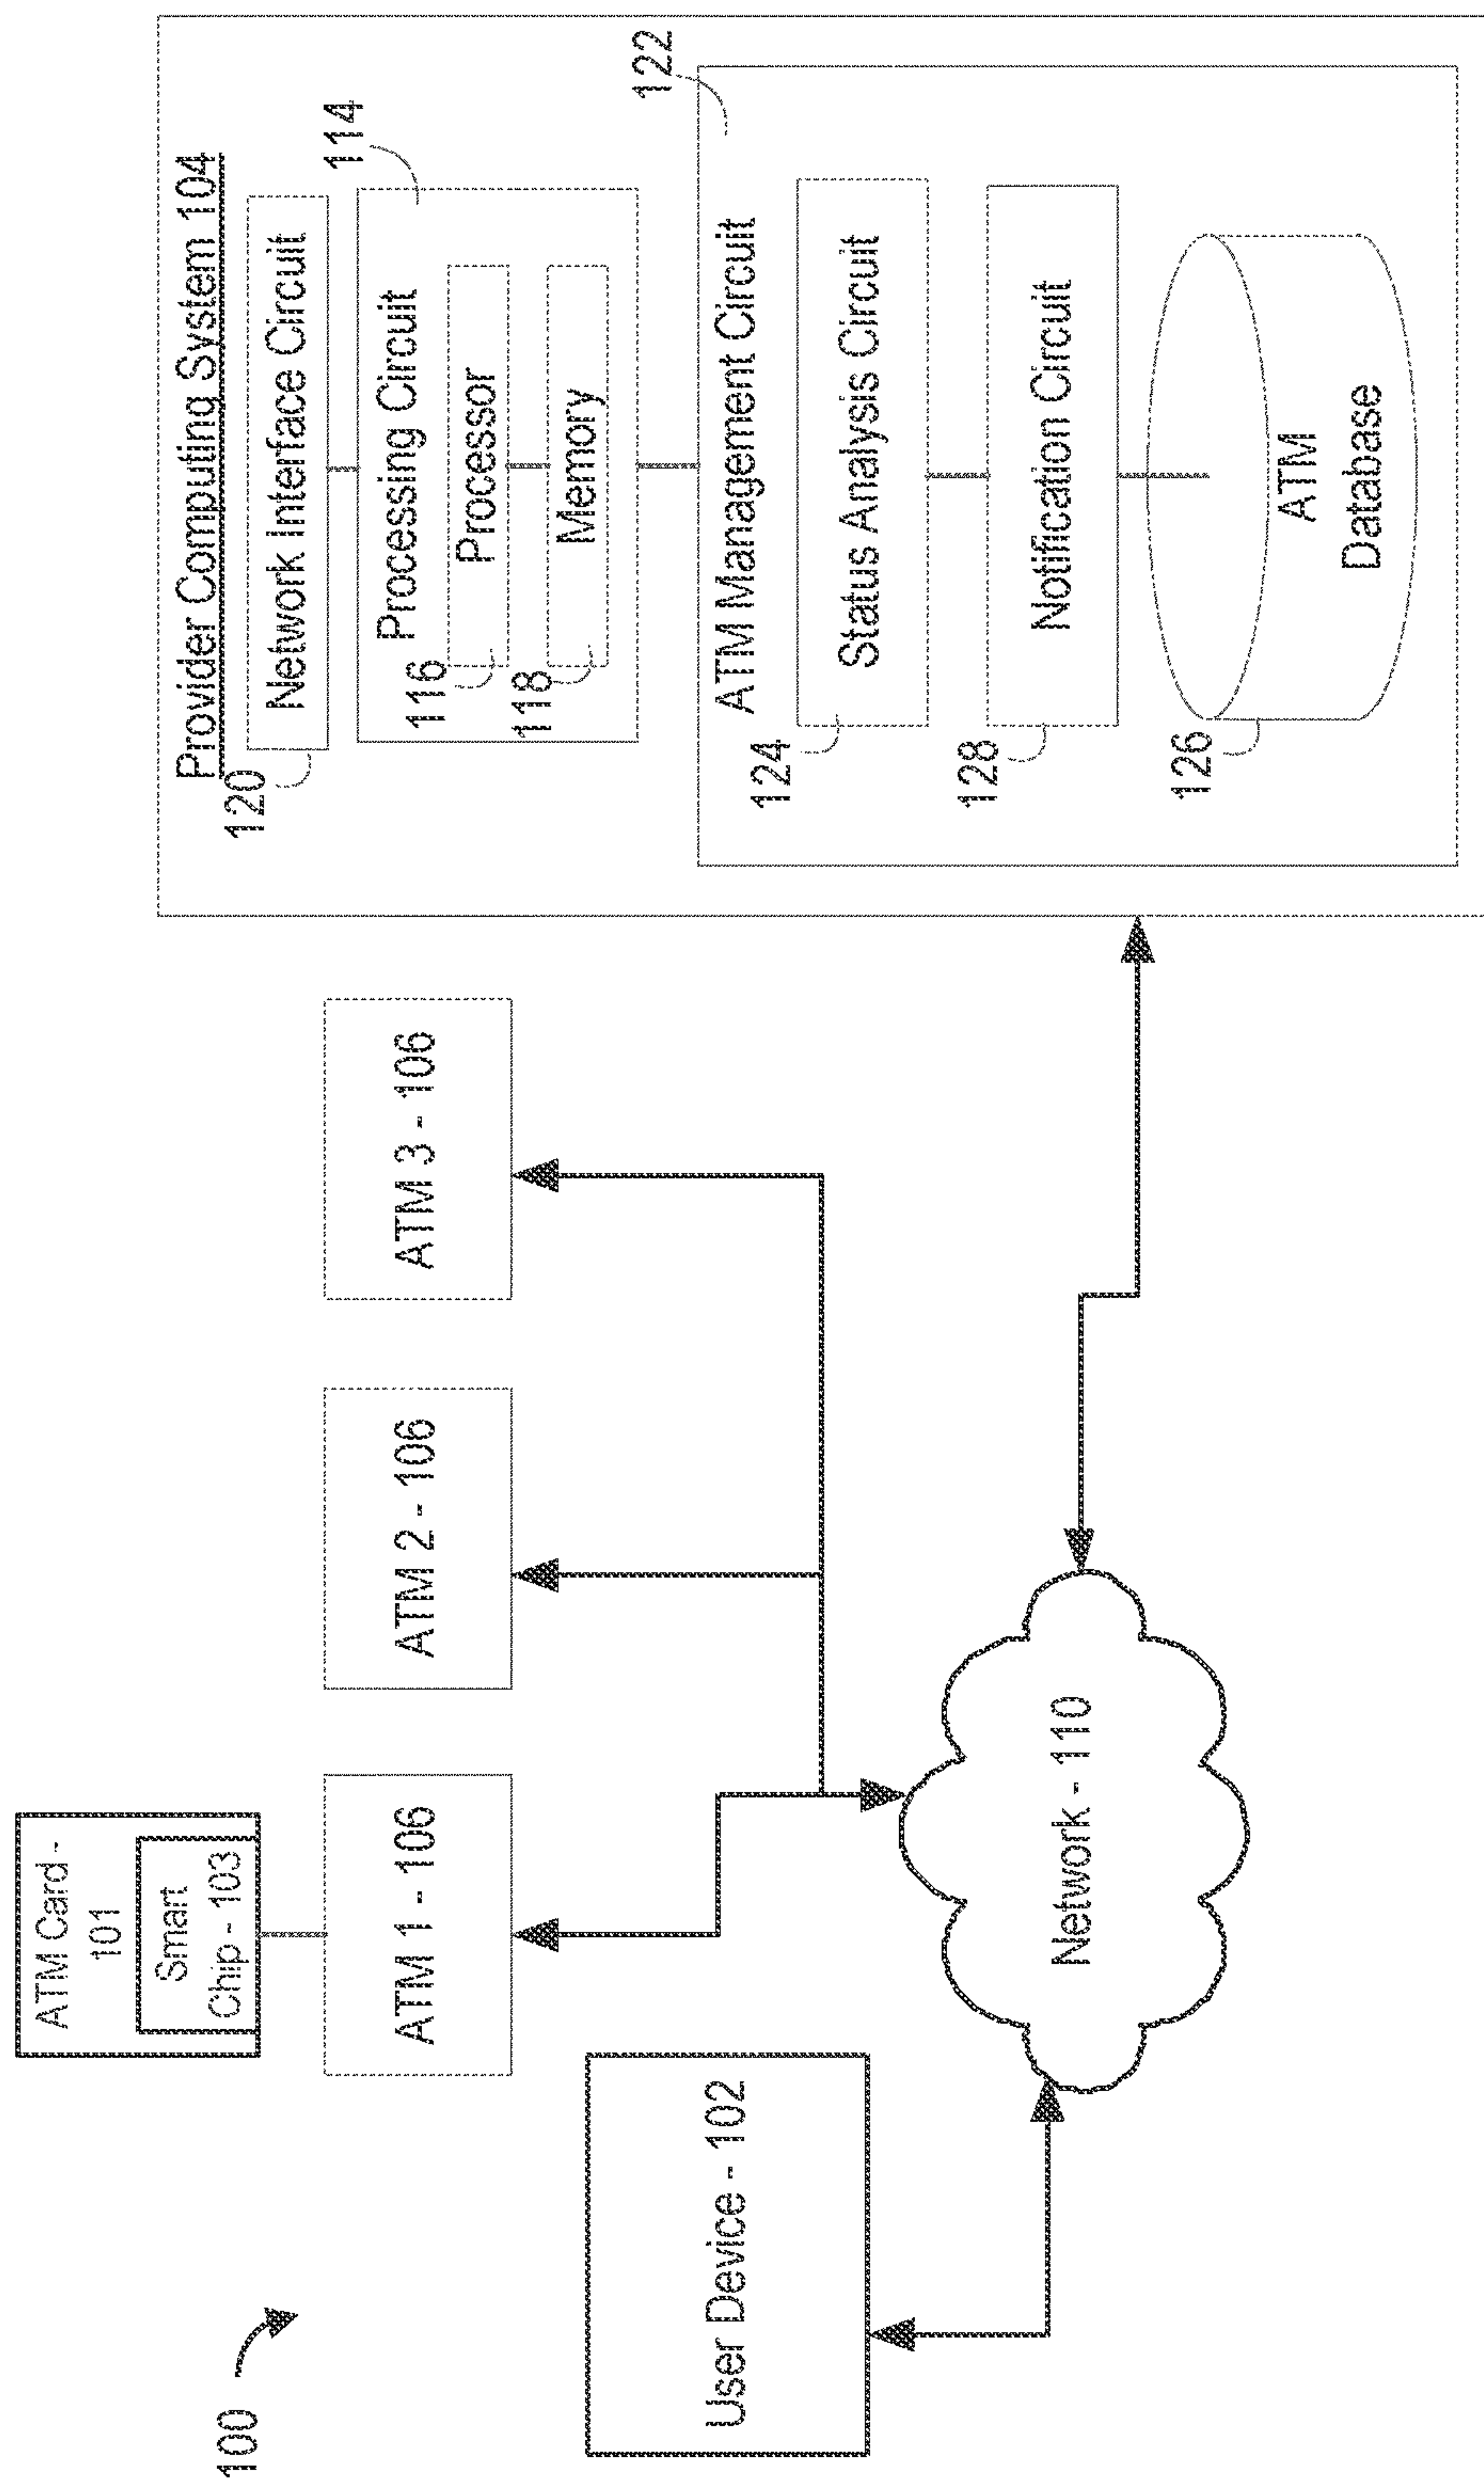 100
ATM Card -
101
Smart
Chip - 103
ATM 1 - 106
ATM 2 - 106
ATM 3 - 106
User Device - 102
Network - 110
Provider Computing System 104
120
Network Interface Circuit
114
Processing Circuit
116
Processor
118
Memory
122
ATM Management Circuit
124
Status Analysis Circuit
128
Notification Circuit
126
ATM
Database